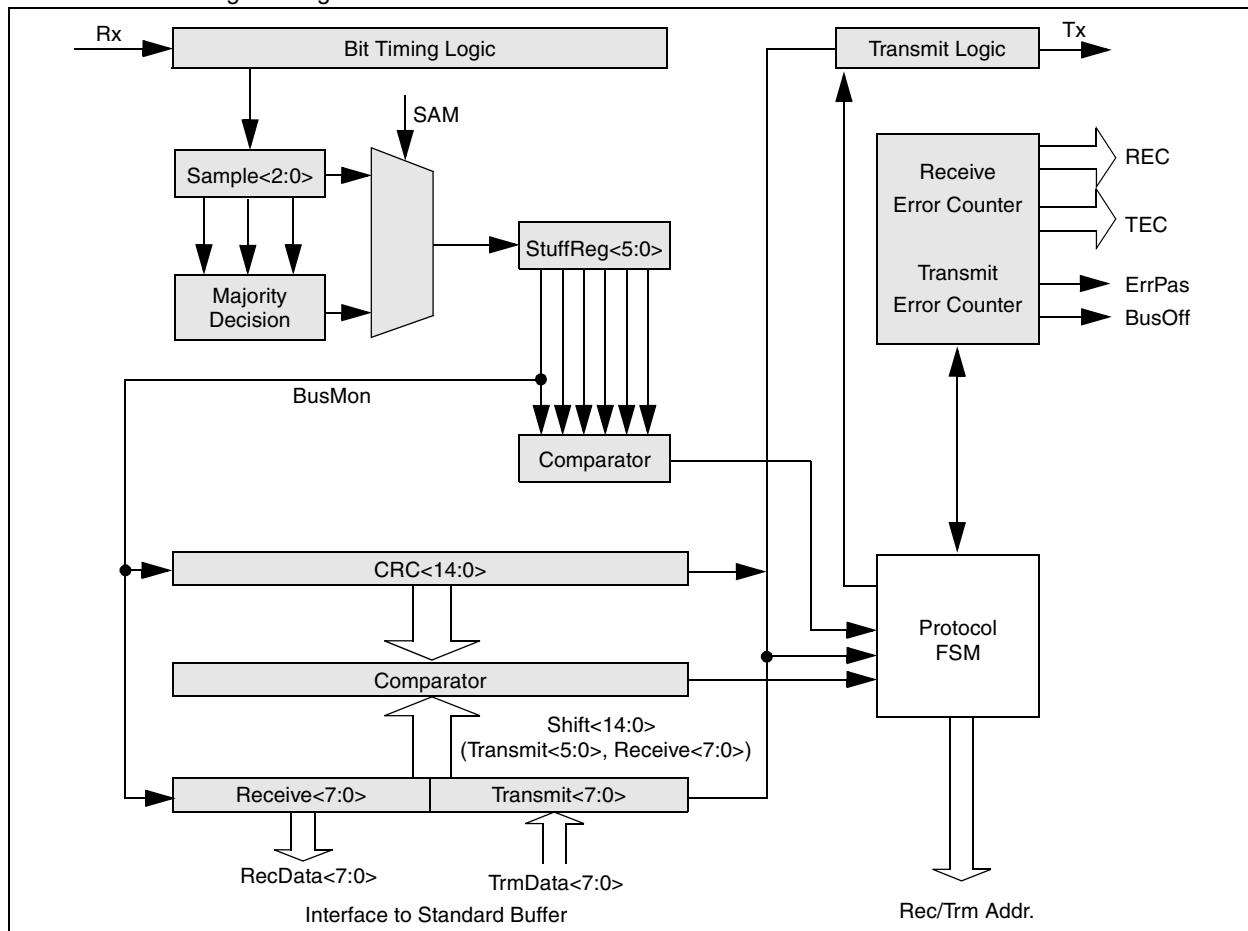 Rx
Bit Timing Logic
Transmit Logic
Tx
SAM
Sample<2:0>
Receive
Error Counter
REC
StuffReg<5:0>
TEC
Majority
Decision
Transmit
Error Counter
ErrPas
BusOff
BusMon
Comparator
CRC<14:0>
Protocol
FSM
Comparator
Shift<14:0>
(Transmit<5:0>, Receive<7:0>)
Receive<7:0>
Transmit<7:0>
RecData<7:0>
TrmData<7:0>
Interface to Standard Buffer
Rec/Trm Addr.